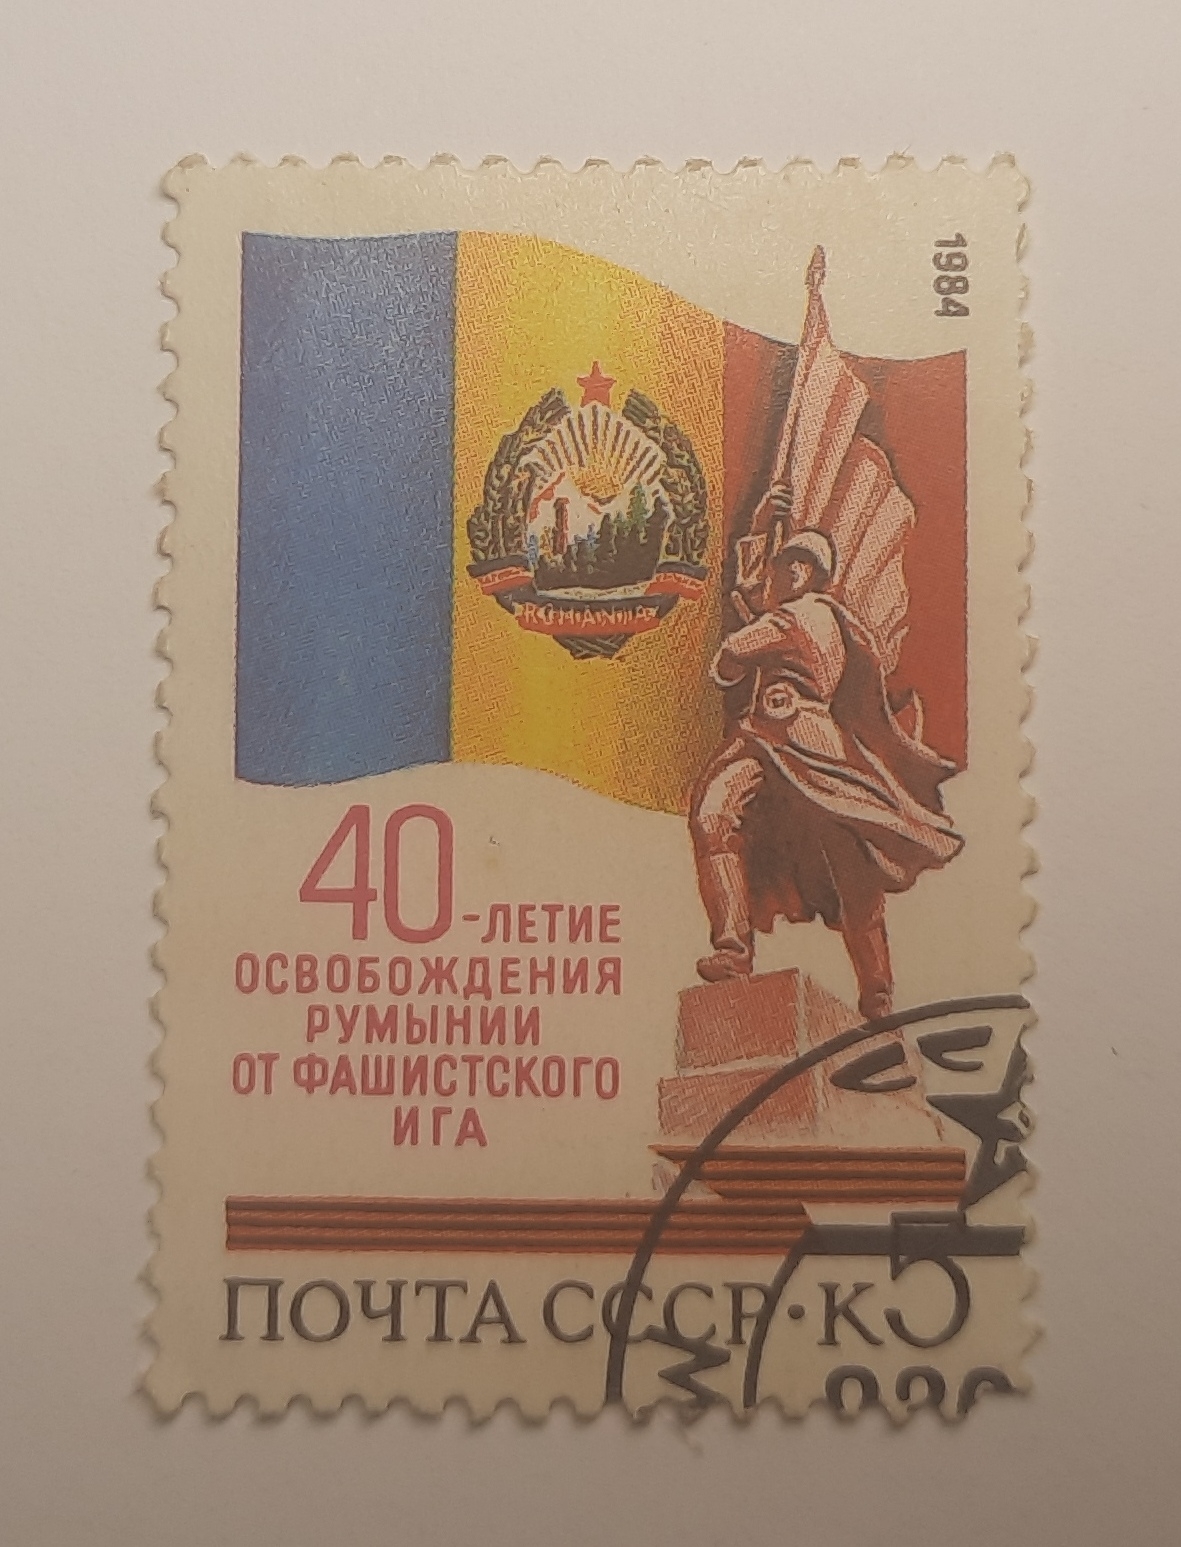 1984
ROMANIA
40-ЛЕТИЕ
ОСВОБОЖДЕНИЯ
РУМЫНИИ
ОТ ФАШИСТСКОГО
ИГА
ПОЧТА СССР·К5